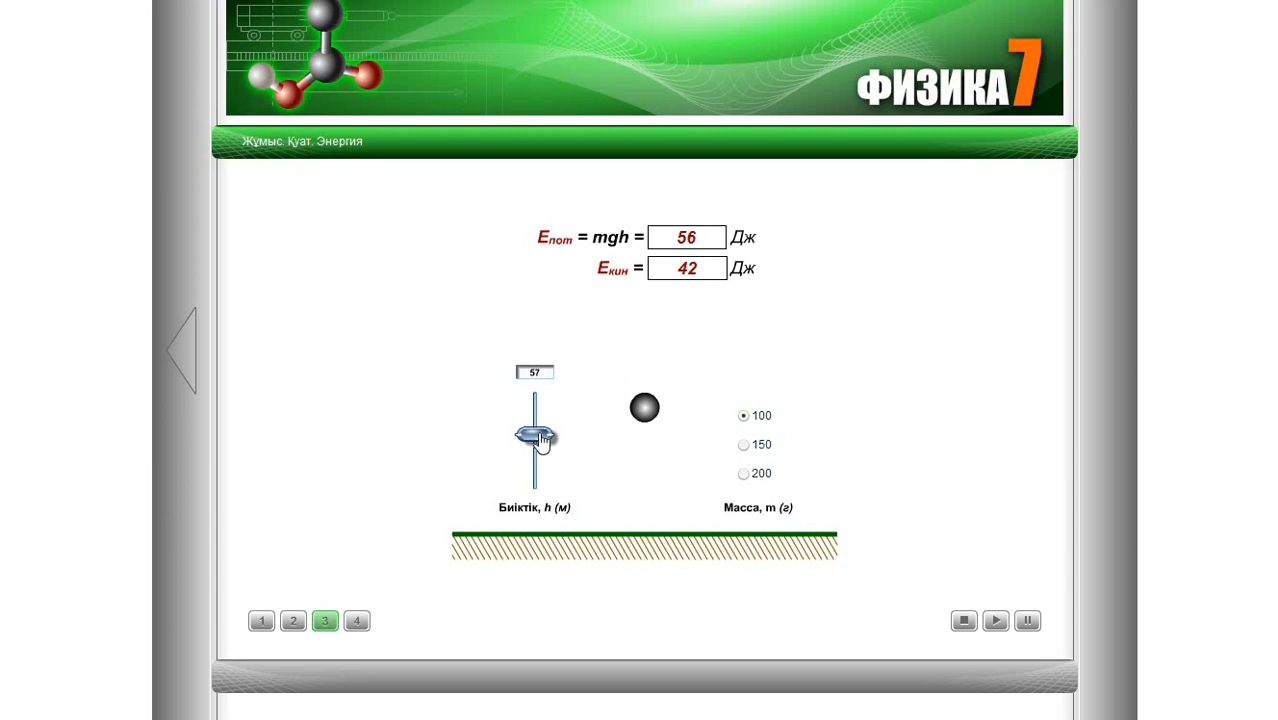 ФИЗИКА7
Жұмыс. Қуат. Энергия
Eпот = mgh = 56 Дж
Eкин = 42 Дж
57
100
150
200
Биіктік, h (м)
Масса, m (г)
1 2 3 4